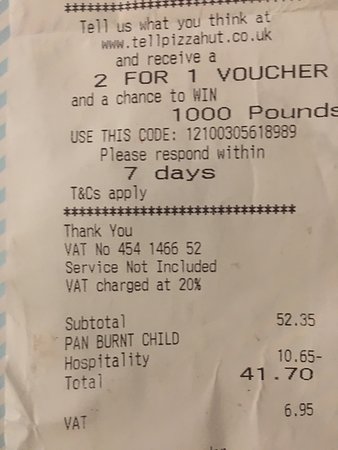 ******************************
Tell us what you think at
www.tellpizzahut.co.uk
and receive a
2 FOR 1 VOUCHER
and a chance to WIN
1000 Pounds
USE THIS CODE: 12100305618989
Please respond within
7 days
T&Cs apply
******************************
Thank You
VAT No 454 1466 52
Service Not Included
VAT charged at 20%
Subtotal 52.35
PAN BURNT CHILD
Hospitality 10.65-
Total 41.70
VAT 6.95